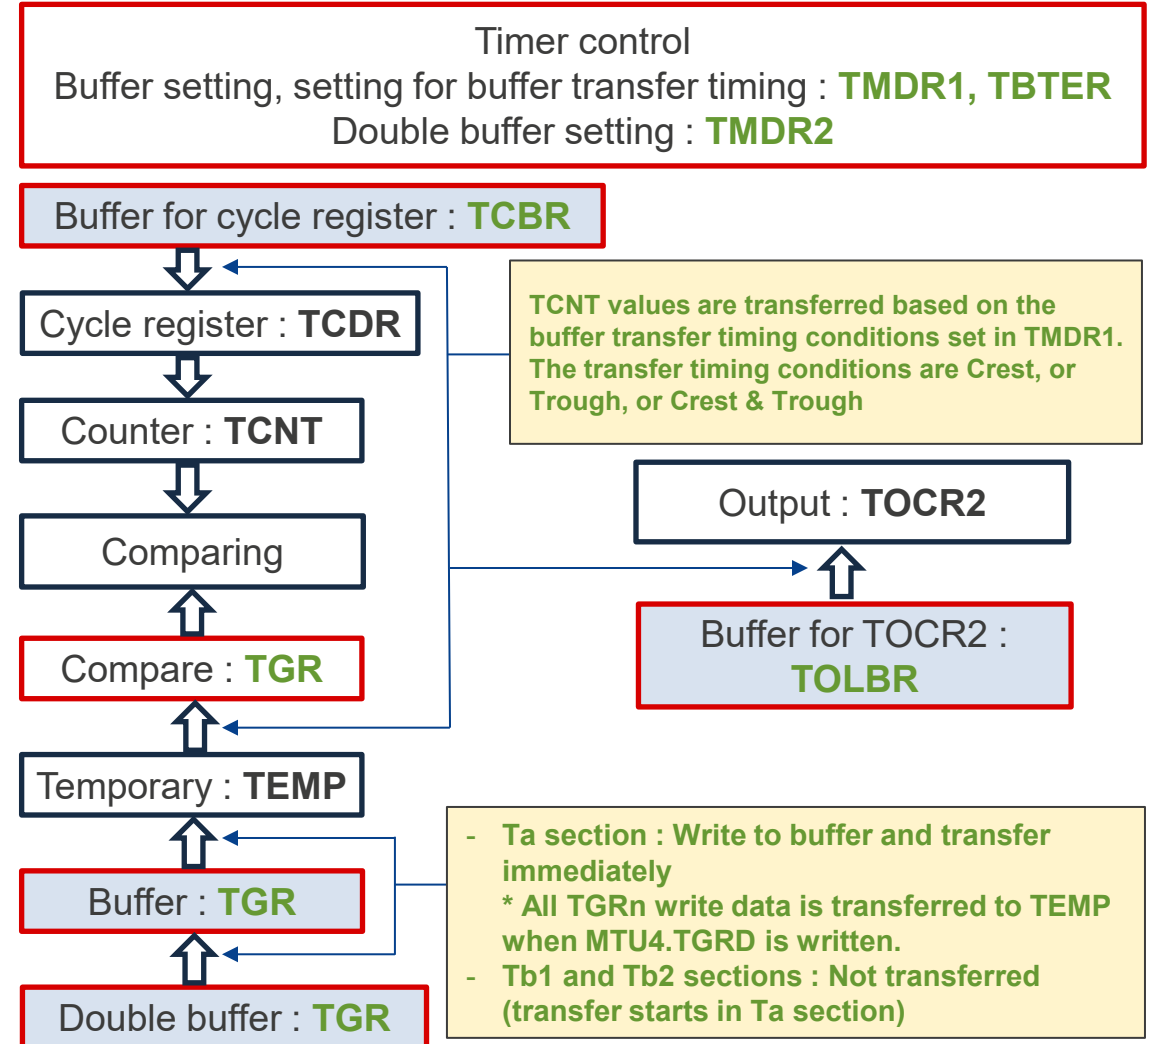 Timer control
Buffer setting, setting for buffer transfer timing : TMDR1, TBTER
Double buffer setting : TMDR2
Buffer for cycle register : TCBR
Cycle register : TCDR
TCNT values are transferred based on the
buffer transfer timing conditions set in TMDR1.
The transfer timing conditions are Crest, or
Trough, or Crest & Trough
Counter : TCNT
Output : TOCR2
Comparing
Buffer for TOCR2 :
TOLBR
Compare : TGR
Temporary : TEMP
- Ta section : Write to buffer and transfer
immediately
* All TGRn write data is transferred to TEMP
when MTU4.TGRD is written.
- Tb1 and Tb2 sections : Not transferred
(transfer starts in Ta section)
Buffer : TGR
Double buffer : TGR